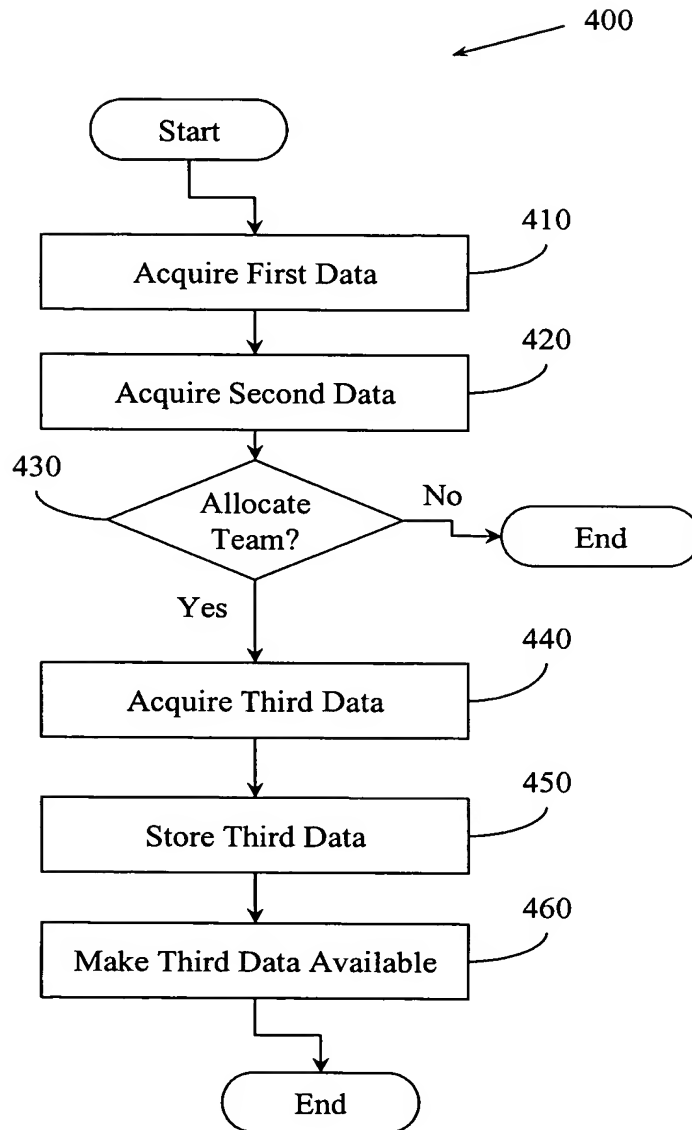 400
Start
410
Acquire First Data
420
Acquire Second Data
430
Allocate
Team?
No
End
Yes
440
Acquire Third Data
450
Store Third Data
460
Make Third Data Available
End